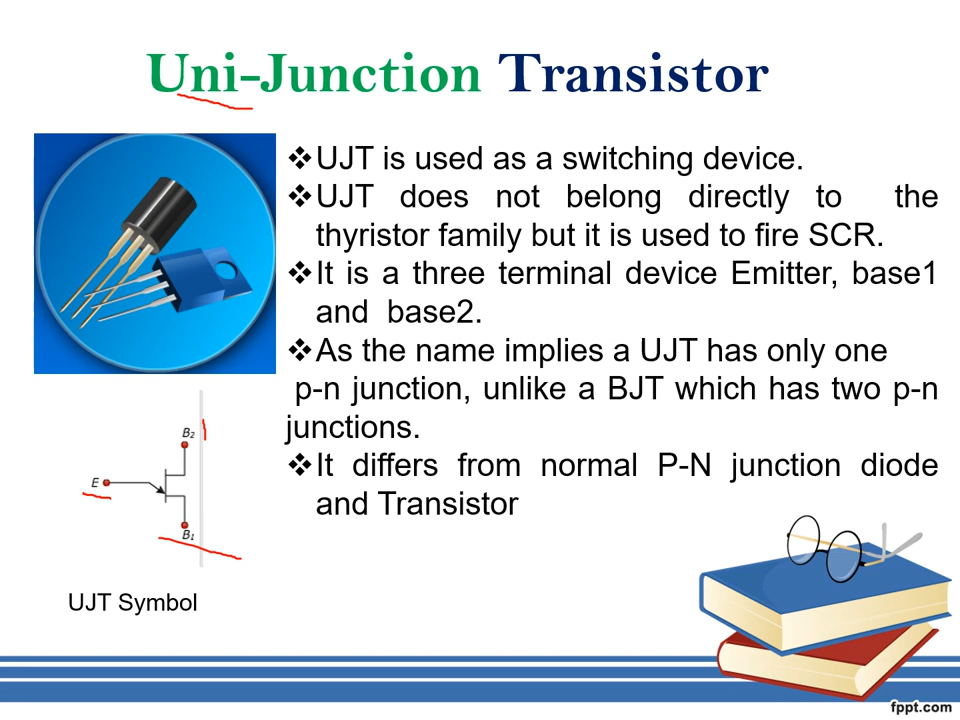 Uni-Junction Transistor
❖UJT is used as a switching device.
❖UJT does not belong directly to the
thyristor family but it is used to fire SCR.
❖It is a three terminal device Emitter, base1
and base2.
❖As the name implies a UJT has only one
p-n junction, unlike a BJT which has two p-n
junctions.
❖It differs from normal P-N junction diode
and Transistor
B2
E
B1
UJT Symbol
fppt.com